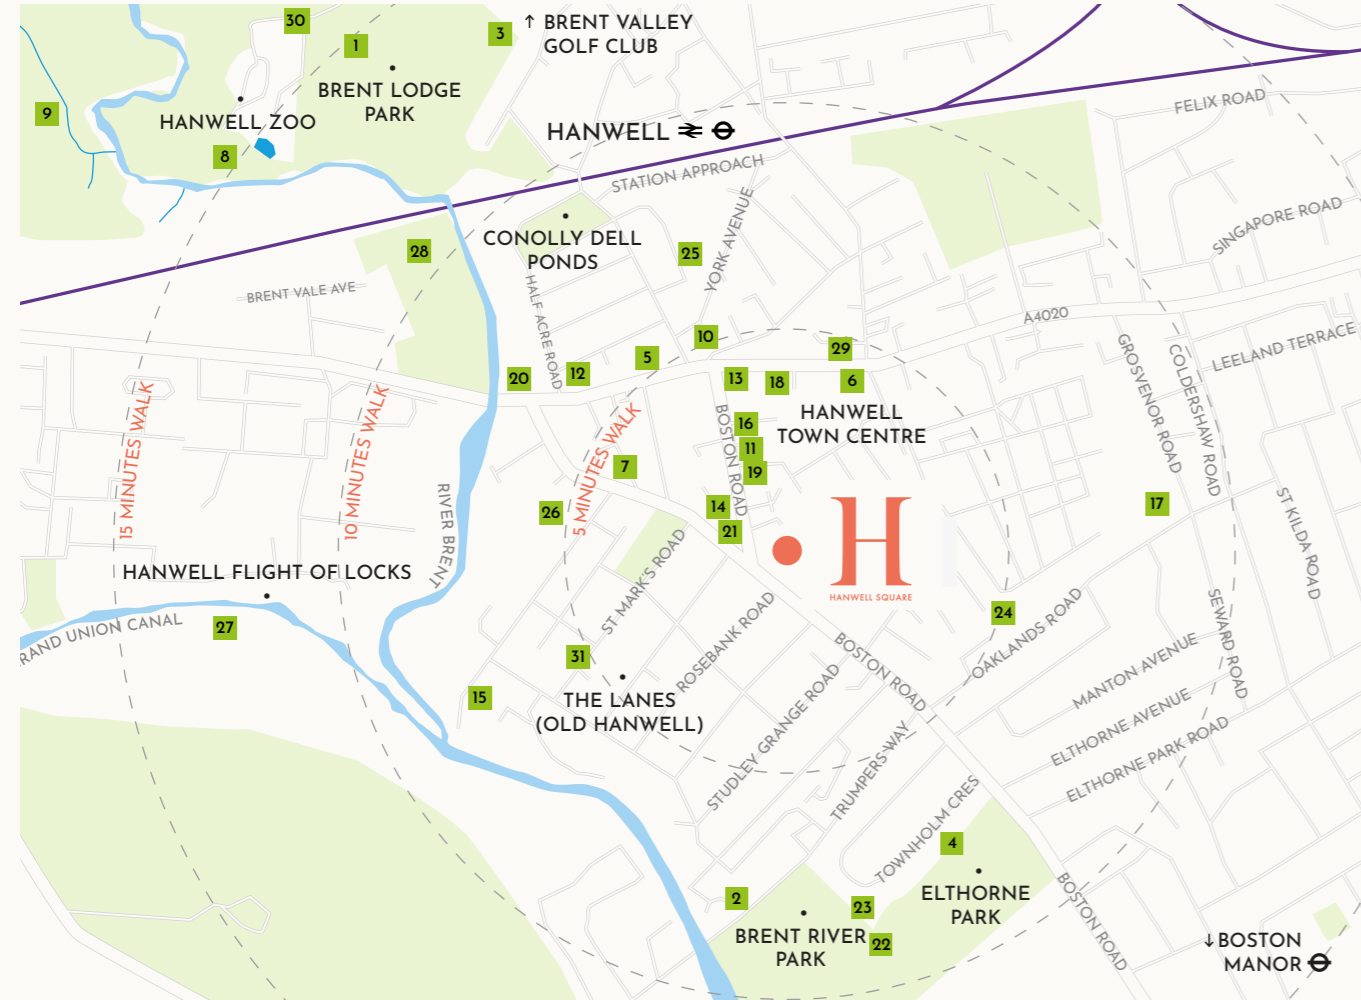 30
1
3
↑ BRENT VALLEY
GOLF CLUB
BRENT LODGE
PARK
9
HANWELL ZOO
8
HANWELL
FELIX ROAD
STATION APPROACH
SINGAPORE ROAD
CONOLLY DELL
PONDS
28
25
YORK AVENUE
BRENT VALE AVE
HALF ACRE ROAD
A4020
10
29
5
12
20
13
18
6
GROSVENOR ROAD
COLDERSHAW ROAD
LEELAND TERRACE
15 MINUTES WALK
10 MINUTES WALK
5 MINUTES WALK
HANWELL
TOWN CENTRE
BOSTON ROAD
16
11
19
7
14
21
26
17
ST KILDA ROAD
RIVER BRENT
H
HANWELL SQUARE
HANWELL FLIGHT OF LOCKS
RAND UNION CANAL
27
ST MARK'S ROAD
ROSEBANK ROAD
24
OAKLANDS ROAD
SEWARD ROAD
BOSTON ROAD
31
15
THE LANES
(OLD HANWELL)
STUDLEY GRANGE ROAD
TRUMPERS WAY
MANTON AVENUE
ELTHORNE AVENUE
ELTHORNE PARK ROAD
TOWNHOLM CRES
4
ELTHORNE
PARK
2
23
22
BRENT RIVER
PARK
BOSTON ROAD
↓BOSTON
MANOR